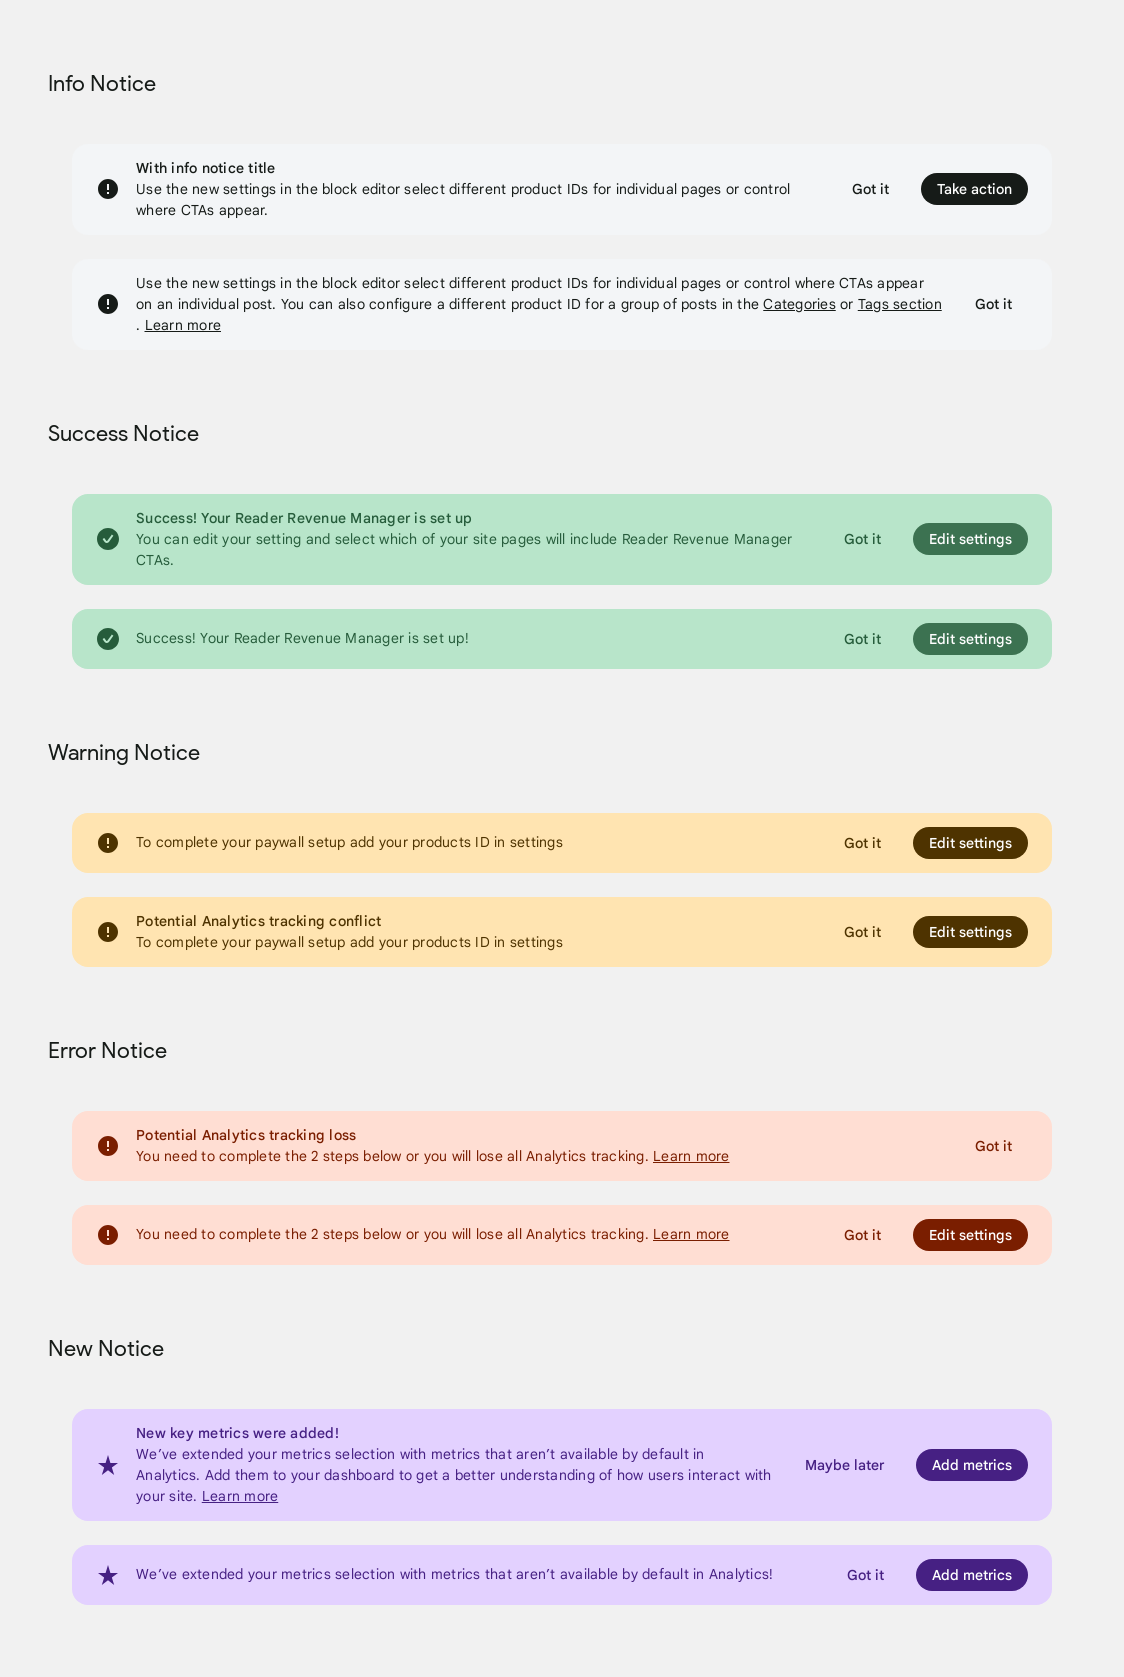 Info Notice
With info notice title
Use the new settings in the block editor select different product IDs for individual pages or control
where CTAs appear.
Got it
Take action
Use the new settings in the block editor select different product IDs for individual pages or control where CTAs appear
on an individual post. You can also configure a different product ID for a group of posts in the Categories or Tags section
. Learn more
Got it
Success Notice
Success! Your Reader Revenue Manager is set up
You can edit your setting and select which of your site pages will include Reader Revenue Manager
CTAs.
Got it
Edit settings
Success! Your Reader Revenue Manager is set up!
Got it
Edit settings
Warning Notice
To complete your paywall setup add your products ID in settings
Got it
Edit settings
Potential Analytics tracking conflict
To complete your paywall setup add your products ID in settings
Got it
Edit settings
Error Notice
Potential Analytics tracking loss
You need to complete the 2 steps below or you will lose all Analytics tracking. Learn more
Got it
You need to complete the 2 steps below or you will lose all Analytics tracking. Learn more
Got it
Edit settings
New Notice
New key metrics were added!
We’ve extended your metrics selection with metrics that aren’t available by default in
Analytics. Add them to your dashboard to get a better understanding of how users interact with
your site. Learn more
Maybe later
Add metrics
We’ve extended your metrics selection with metrics that aren’t available by default in Analytics!
Got it
Add metrics